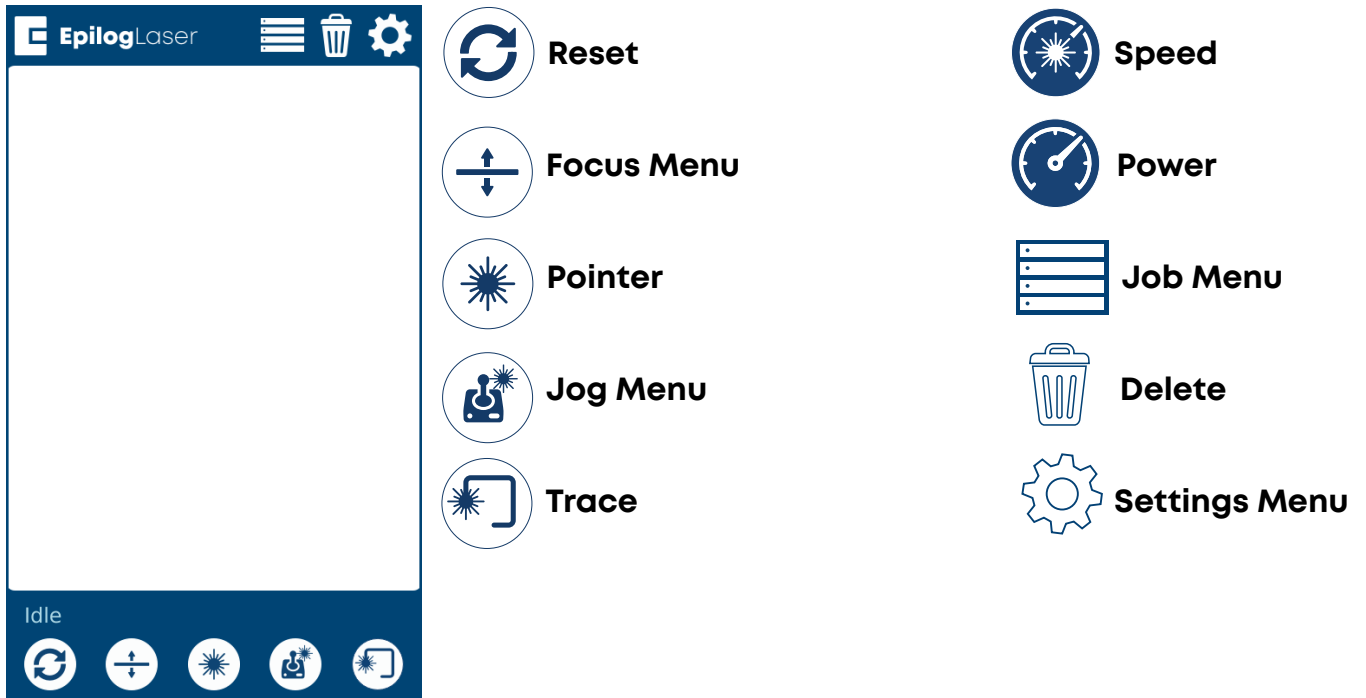 EpilogLaser
Idle
Reset
Focus Menu
Pointer
Jog Menu
Trace
Speed
Power
Job Menu
Delete
Settings Menu